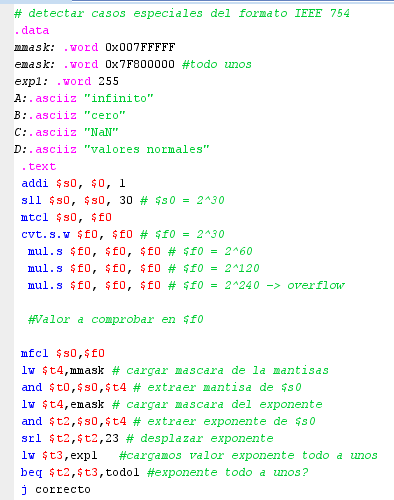 # detectar casos especiales del formato IEEE 754
.data
mmask: .word 0x007FFFFF
emask: .word 0x7F800000 #todo unos
exp1: .word 255
A:.asciiz "infinito"
B:.asciiz "cero"
C:.asciiz "NaN"
D:.asciiz "valores normales"
.text
addi $s0, $0, 1
sll $s0, $s0, 30 # $s0 = 2^30
mtc1 $s0, $f0
cvt.s.w $f0, $f0 # $f0 = 2^30
mul.s $f0, $f0, $f0 # $f0 = 2^60
mul.s $f0, $f0, $f0 # $f0 = 2^120
mul.s $f0, $f0, $f0 # $f0 = 2^240 -> overflow
#Valor a comprobar en $f0
mfc1 $s0,$f0
lw $t4,mmask # cargar mascara de la mantisas
and $t0,$s0,$t4 # extraer mantisa de $s0
lw $t4,emask # cargar mascara del exponente
and $t2,$s0,$t4 # extraer exponente de $s0
srl $t2,$t2,23 # desplazar exponente
lw $t3,exp1 #cargamos valor exponente todo a unos
beq $t2,$t3,todo1 #exponente todo a unos?
j correcto